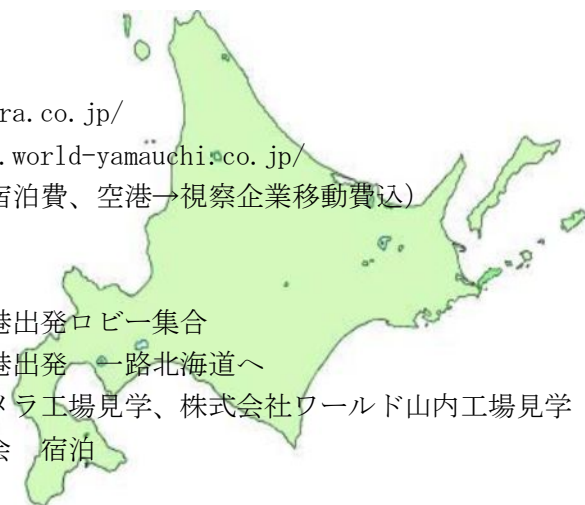 ra.co.jp/
.world-yamauchi.co.jp/
宿泊費、空港→視察企業移動費込）
港出発ロビー集合
港出発　一路北海道へ
メラ工場見学、株式会社ワールド山内工場見学
会　宿泊